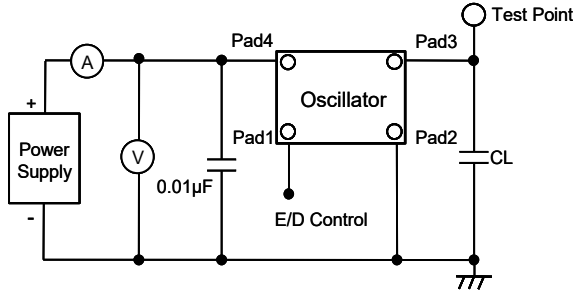 Test Point
Pad4
Pad3
A
Oscillator
+
Pad1
Pad2
Power
Supply
V
CL
0.01µF
-
E/D Control